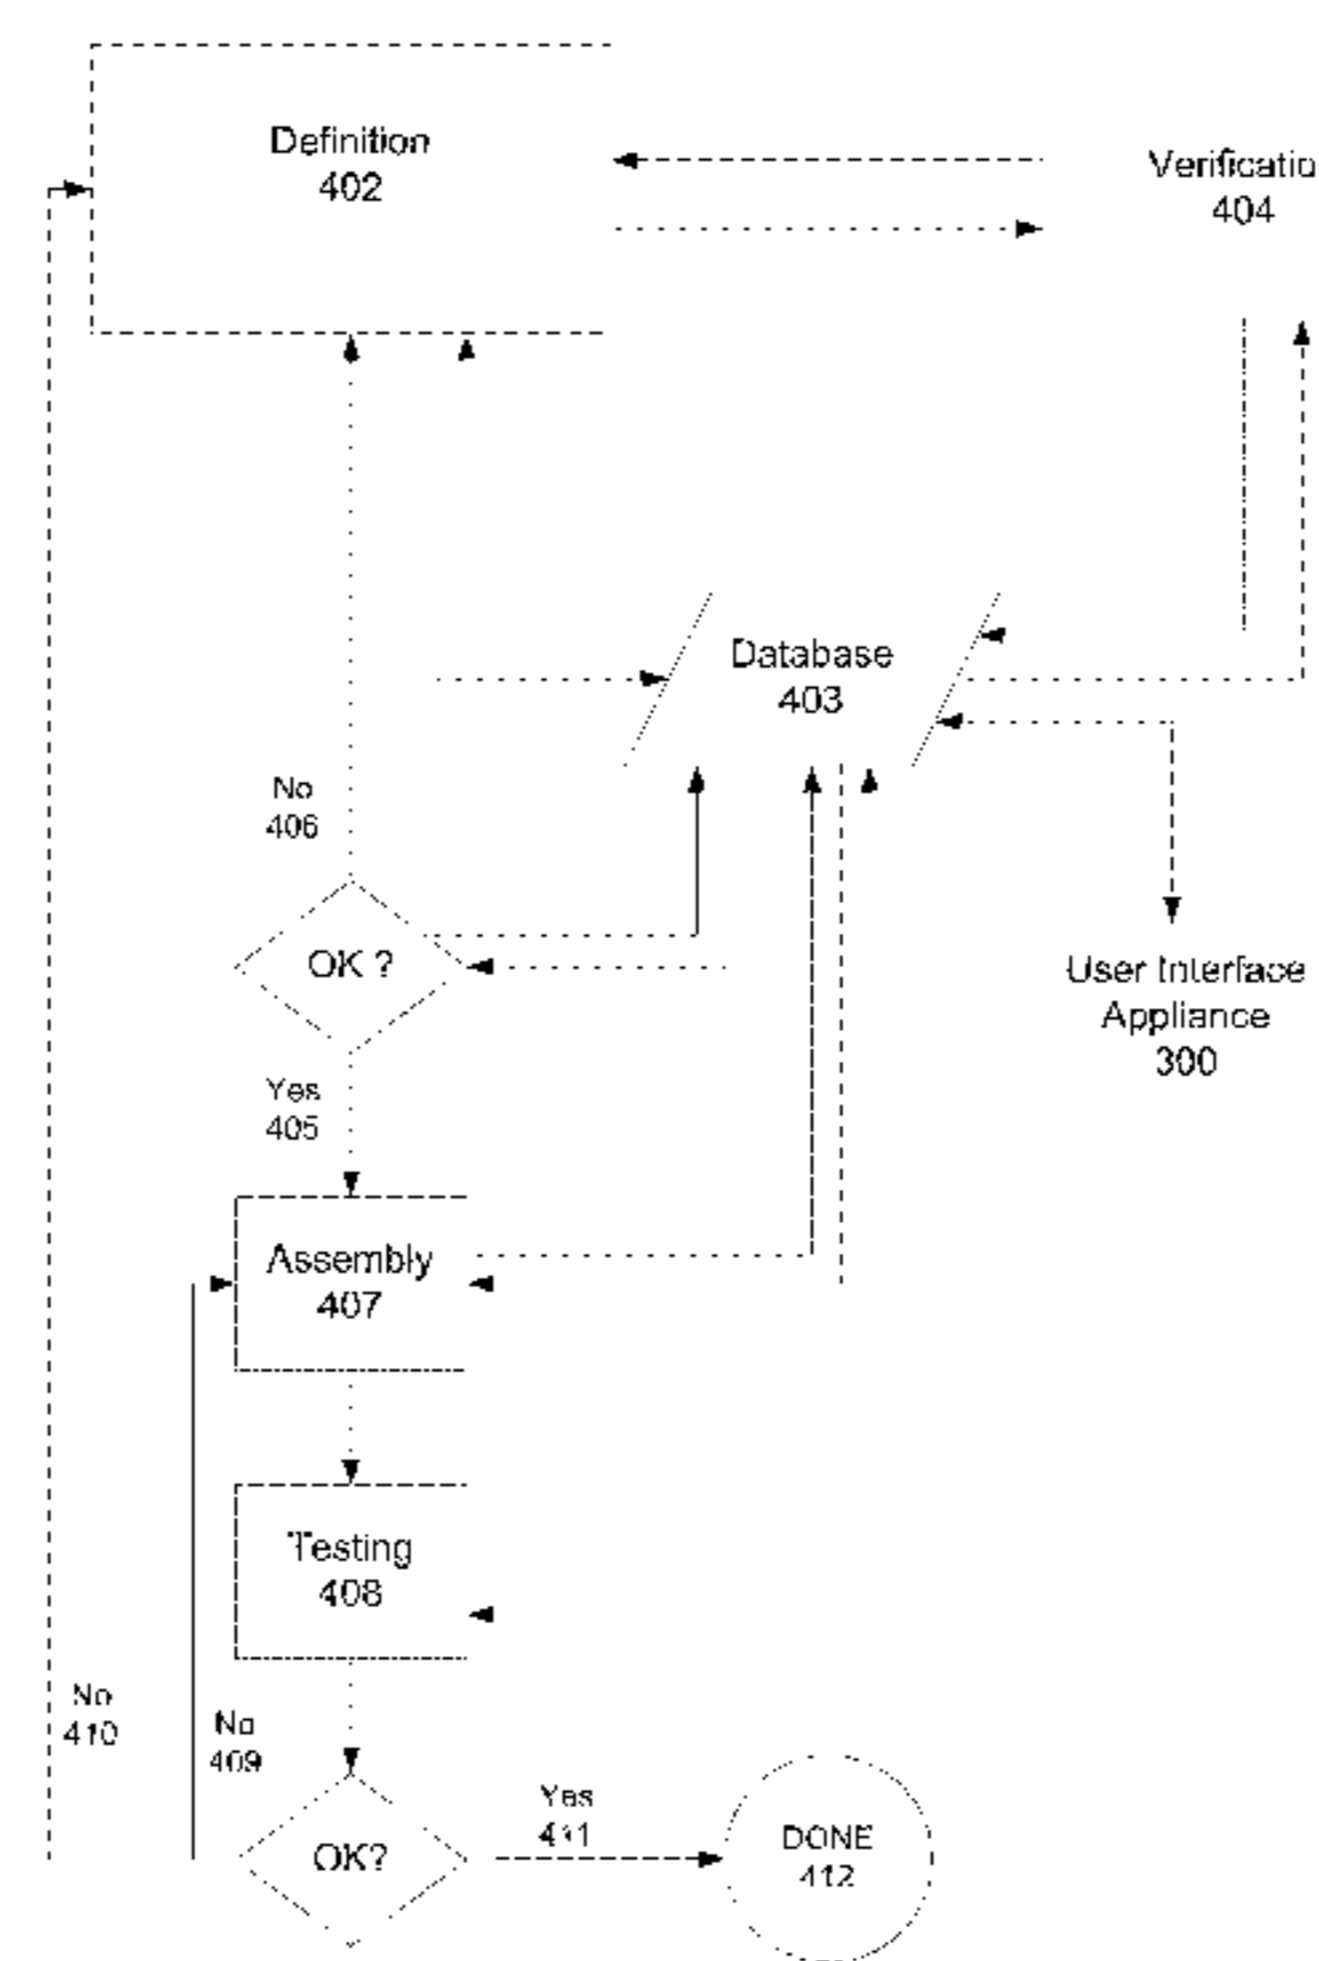 Definition
402
Verificatio
404
Database
403
No
406
OK ?
User Interface
Appliance
300
Yes
405
Assembly
407
Testing
408
No
410
No
409
OK?
Yes
411
DONE
412